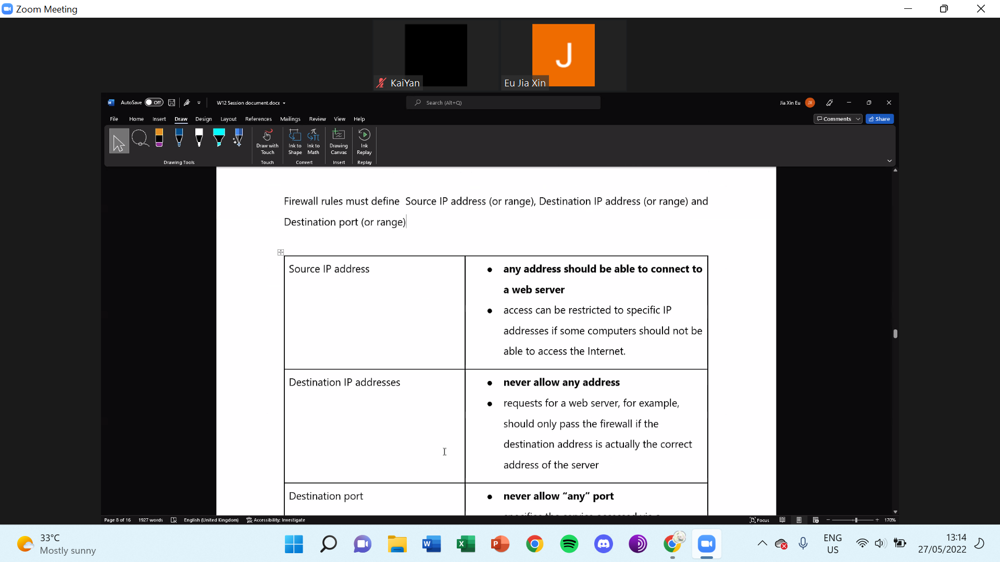 Zoom Meeting
KaiYan
J
Eu Jia Xin
AutoSave Off
W12 Session document.docx
Search (Alt+Q)
Jia Xin Eu JX
File Home Insert Draw Design Layout References Mailings Review View Help
Comments Share
Draw with Touch
Ink to Shape
Ink to Math
Drawing Canvas
Ink Replay
Drawing Tools Touch Convert Insert Replay
Firewall rules must define Source IP address (or range), Destination IP address (or range) and
Destination port (or range)
Source IP address
● any address should be able to connect to
a web server
● access can be restricted to specific IP
addresses if some computers should not be
able to access the Internet.
Destination IP addresses
● never allow any address
● requests for a web server, for example,
should only pass the firewall if the
destination address is actually the correct
address of the server
Destination port
● never allow “any” port
Page 8 of 16 1927 words English (United Kingdom) Accessibility: Investigate
Focus 170%
33°C
Mostly sunny
ENG
US
13:14
27/05/2022